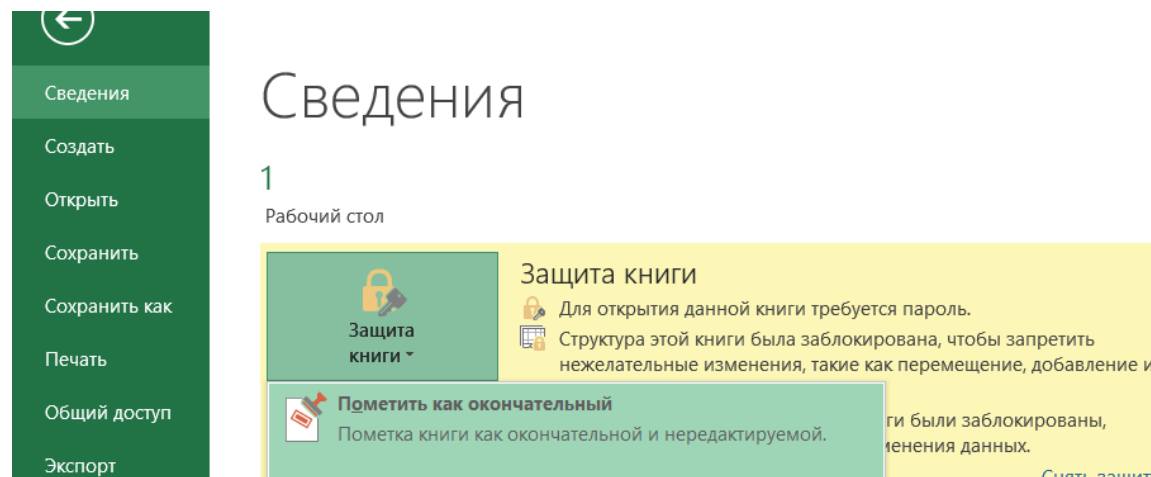 Сведения
Создать
Открыть
Сохранить
Сохранить как
Печать
Общий доступ
Экспорт
Сведения
1
Рабочий стол
Защита
книги
Защита книги
Для открытия данной книги требуется пароль.
Структура этой книги была заблокирована, чтобы запретить
нежелательные изменения, такие как перемещение, добавление и
Пометить как окончательный
Пометка книги как окончательной и нередактируемой.
были заблокированы,
данных.
Снять